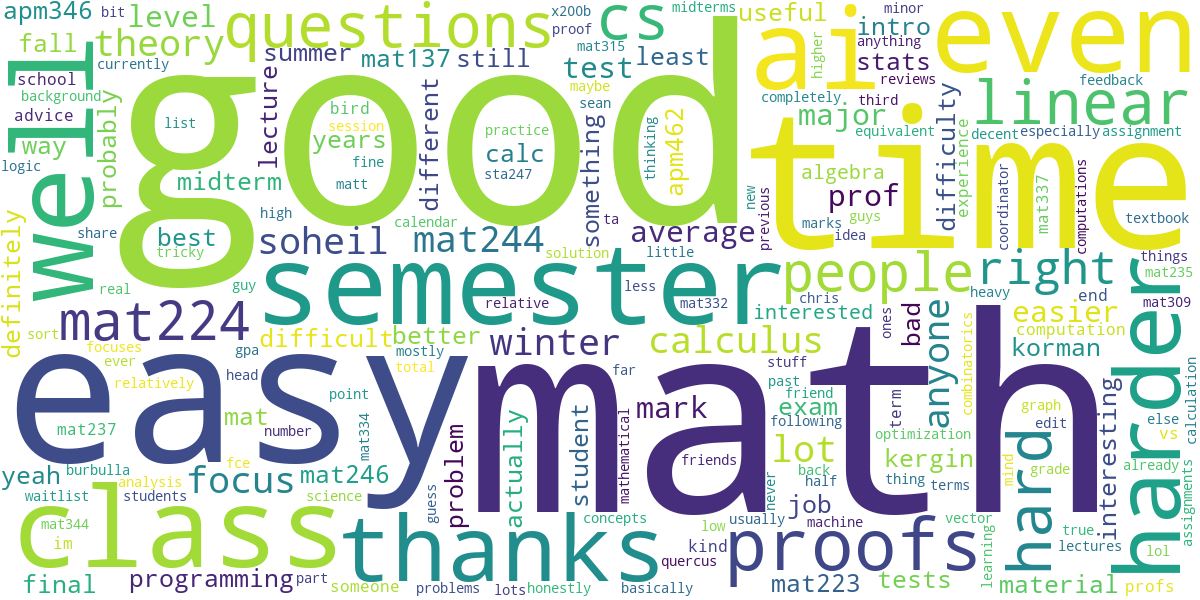 apm346
bit
level
questions
cs
midterms
useful
intro
minor
even
x200b
ai
fall
theory
proof
anything
summer
mat137
still
mat315
test
least
higher
stats
reviews
well
currently
school
background
advice
good
maybe
feedback
linear
completely
third
list
bird
session
years
fine
matt
lecture
different
practice
calc
sta247
sean
something
thinking
apm462
major
equivalent
difficulty
decent
especially
assignment
time
way
probably
logic
midterm
algebra
prof
guys
marks
idea
new
previous
experience
coordinator
mat337
computations
textbook
high
calendar
ta
share
best
tricky
soheil
mat244
average
solution
little
things
mat235
definitely
real
guy
semester
people
right
less
relative
mat332
chris
heavy
end
mat309
harder
mat224
interested
easier
computation
difficult
better
winter
calculus
bad
anyone
combinatorics
korman
sort
focuses
ever
gpa
mostly
total
ones
stuff
relatively
head
far
past
friend
exam
following
term
easy
math
point
mark
graph
edit
else
vs
calculation
mat
number
mat334
student
mathematical
lot
optimization
mat237
problem
actually
friends
back
half
kergin
mind
grade
hard
interesting
already
assignments
yeah
burbulla
fce
mat246
thing
terms
waitlist
analysis
students
focus
science
guess
never
job
class
thanks
concepts
low
usually
machine
vector
true
lectures
lol
mat344
im
kind
quercus
proofs
learning
final
programming
part
someone
problems
lots
honestly
basically
mat223
tests
material
profs